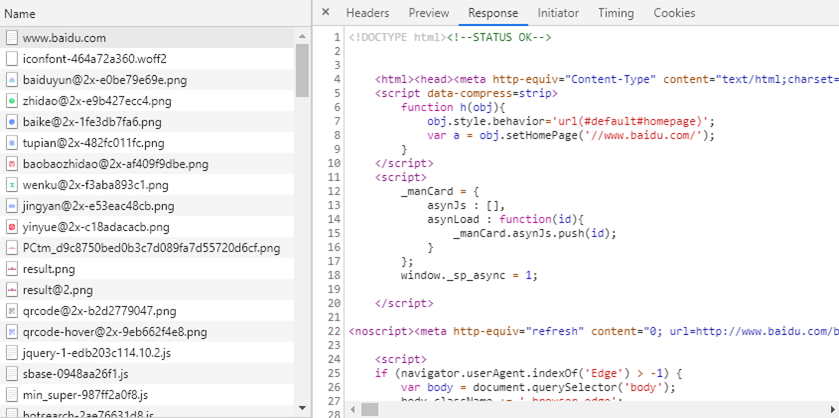 Name
www.baidu.com
iconfont-464a72a360.woff2
baiduyun@2x-e0be79e69e.png
zhidao@2x-e9b427ecc4.png
baike@2x-1fe3db7fa6.png
tupian@2x-482fc011fc.png
baobaozhidao@2x-af409f9dbe.png
wenku@2x-f3aba893c1.png
jingyan@2x-e53eac48cb.png
yinyue@2x-c18adacacb.png
PCtm_d9c8750bed0b3c7d089fa7d55720d6cf.png
result.png
result@2.png
qrcode@2x-b2d2779047.png
qrcode-hover@2x-9eb662f4e8.png
jquery-1-edb203c114.10.2.js
sbase-0948aa26f1.js
min_super-987ff2a0f8.js
hotsearch-2ae76631d8.js
× Headers Preview Response Initiator Timing Cookies
1 <!DOCTYPE html><!--STATUS OK-->
2
3
4 <html><head><meta http-equiv="Content-Type" content="text/html;charset=
5 <script data-compress=strip>
6 function h(obj){
7 obj.style.behavior='url(#default#homepage)';
8 var a = obj.setHomePage('//www.baidu.com/');
9 }
10 </script>
11 <script>
12 _manCard = {
13 asynJs : [],
14 asynLoad : function(id){
15 _manCard.asynJs.push(id);
16 }
17 };
18 window._sp_async = 1;
19
20 </script>
21
22 <noscript><meta http-equiv="refresh" content="0; url=http://www.baidu.com/b
23
24 <script>
25 if (navigator.userAgent.indexOf('Edge') > -1) {
26 var body = document.querySelector('body');
27 body.className += ' browser-edge';
28